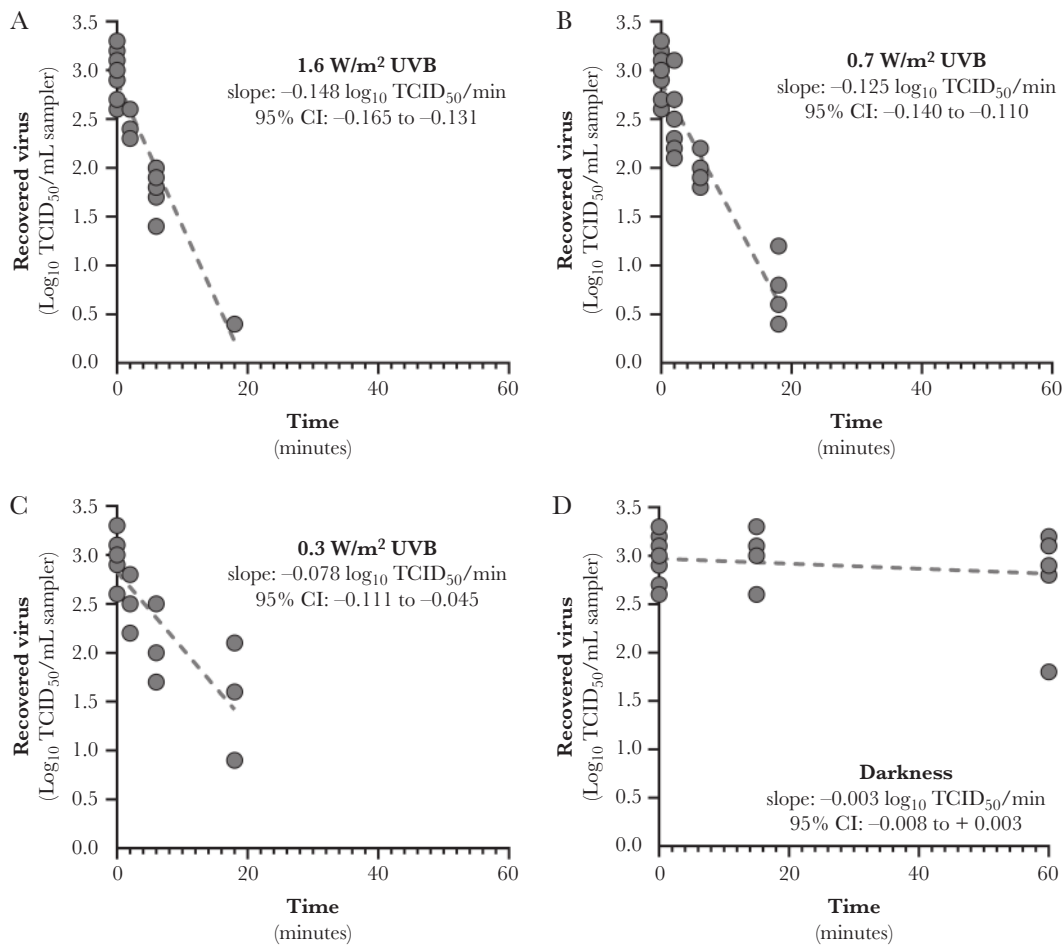 A
3.5
3.0
2.5
2.0
1.5
1.0
0.5
0.0
Recovered virus
(Log₁₀ TCID₅₀/mL sampler)
1.6 W/m² UVB
slope: –0.148 log₁₀ TCID₅₀/min
95% CI: –0.165 to –0.131
0 20 40 60
Time
(minutes)
B
3.5
3.0
2.5
2.0
1.5
1.0
0.5
0.0
Recovered virus
(Log₁₀ TCID₅₀/mL sampler)
0.7 W/m² UVB
slope: –0.125 log₁₀ TCID₅₀/min
95% CI: –0.140 to –0.110
0 20 40 60
Time
(minutes)
C
3.5
3.0
2.5
2.0
1.5
1.0
0.5
0.0
Recovered virus
(Log₁₀ TCID₅₀/mL sampler)
0.3 W/m² UVB
slope: –0.078 log₁₀ TCID₅₀/min
95% CI: –0.111 to –0.045
0 20 40 60
Time
(minutes)
D
3.5
3.0
2.5
2.0
1.5
1.0
0.5
0.0
Recovered virus
(Log₁₀ TCID₅₀/mL sampler)
Darkness
slope: –0.003 log₁₀ TCID₅₀/min
95% CI: –0.008 to + 0.003
0 20 40 60
Time
(minutes)